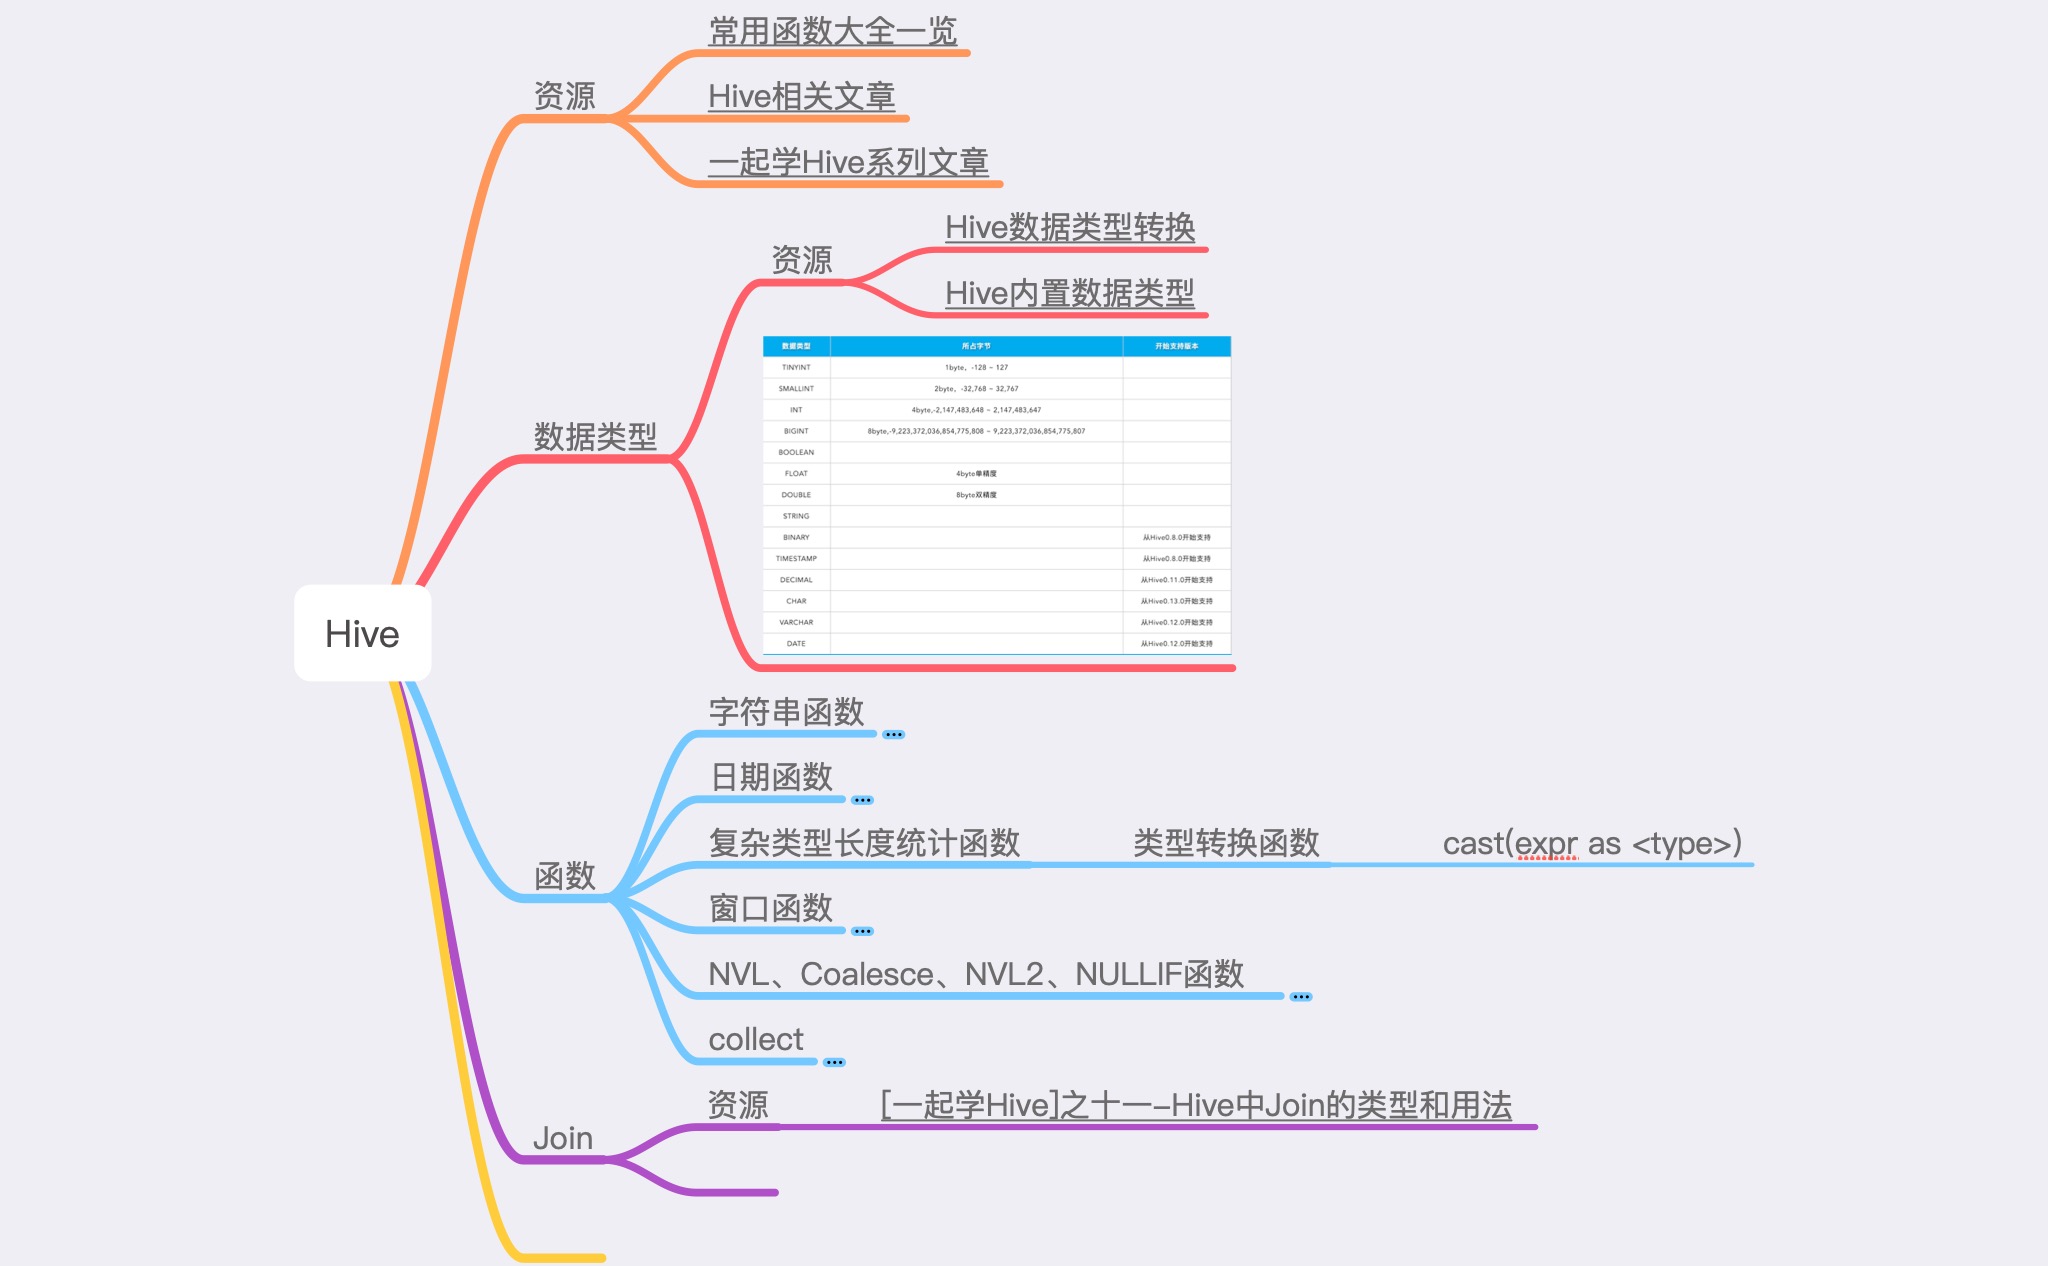 常用函数大全一览
资源
Hive相关文章
一起学Hive系列文章
Hive数据类型转换
资源
Hive内置数据类型
数据类型 所占字节 开始支持版本
TINYINT 1byte，-128 ~ 127
SMALLINT 2byte，-32,768 ~ 32,767
INT 4byte,-2,147,483,648 ~ 2,147,483,647
BIGINT 8byte,-9,223,372,036,854,775,808 ~ 9,223,372,036,854,775,807
数据类型
BOOLEAN
FLOAT 4byte单精度
DOUBLE 8byte双精度
STRING
BINARY 从Hive0.8.0开始支持
TIMESTAMP 从Hive0.8.0开始支持
DECIMAL 从Hive0.11.0开始支持
CHAR 从Hive0.13.0开始支持
VARCHAR 从Hive0.12.0开始支持
DATE 从Hive0.12.0开始支持
Hive
字符串函数
日期函数
复杂类型长度统计函数 类型转换函数 cast(expr as <type>)
函数
窗口函数
NVL、Coalesce、NVL2、NULLIF函数
collect
资源 [一起学Hive]之十一-Hive中Join的类型和用法
Join